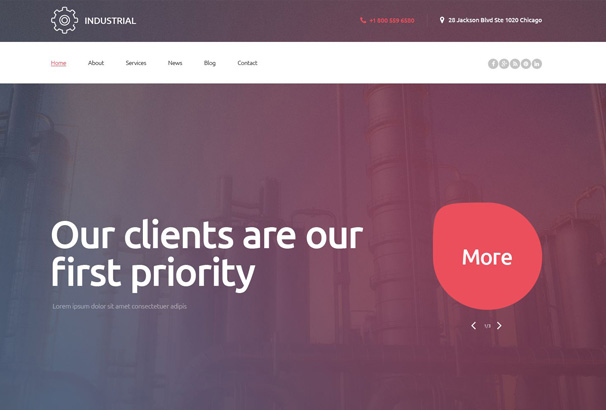 INDUSTRIAL
+1 800 559 6580
28 Jackson Blvd Ste 1020 Chicago
Home About Services News Blog Contact
Our clients are our
first priority
More
Lorem ipsum dolor sit amet consectetuer adipis
1/3